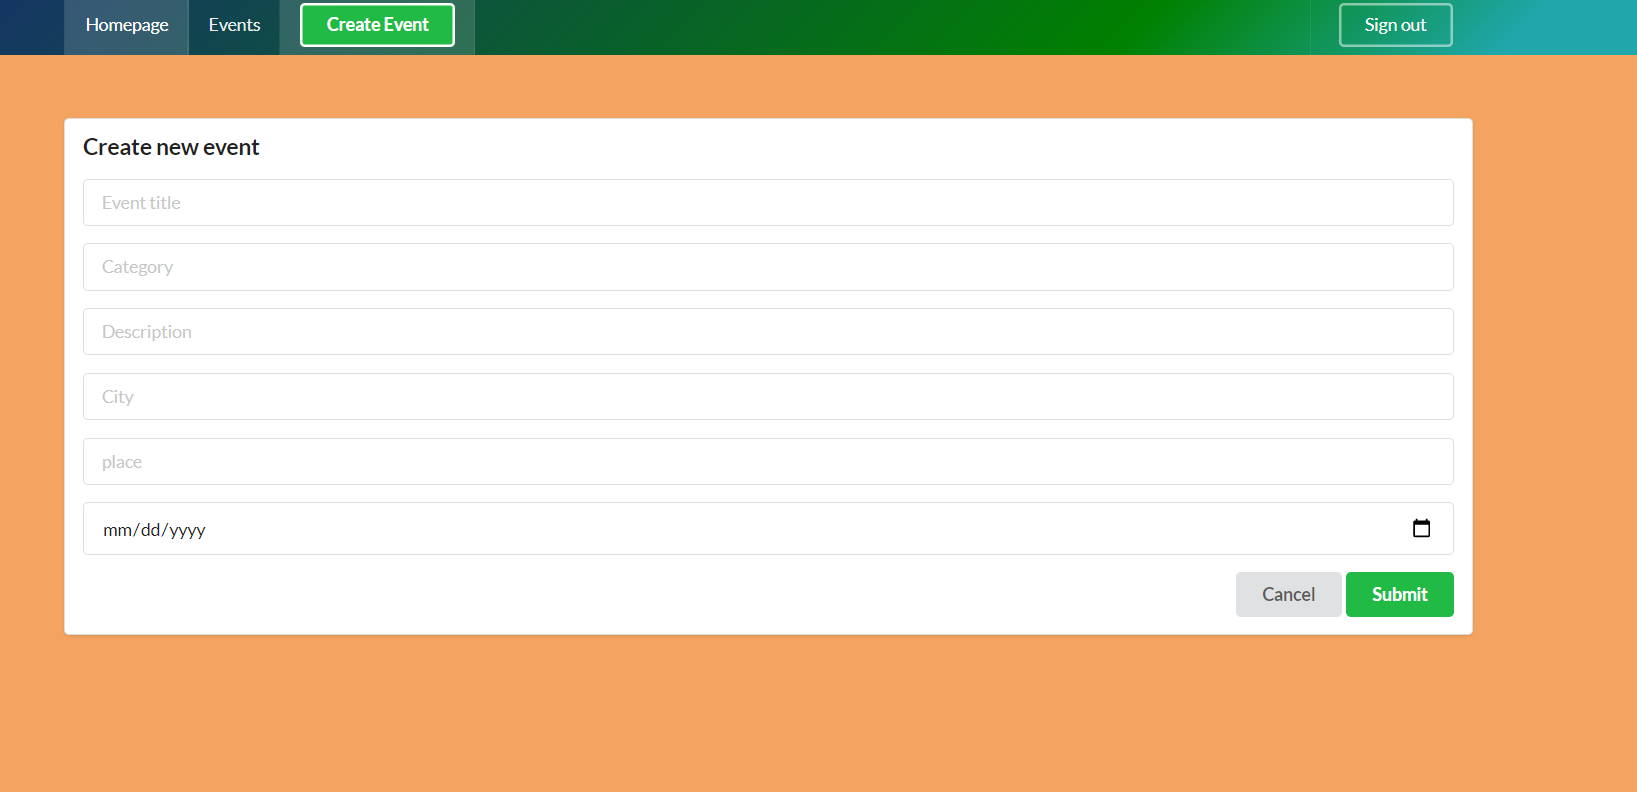 Homepage Events Create Event Sign out
Create new event
Event title
Category
Description
City
place
mm/dd/yyyy
Cancel Submit